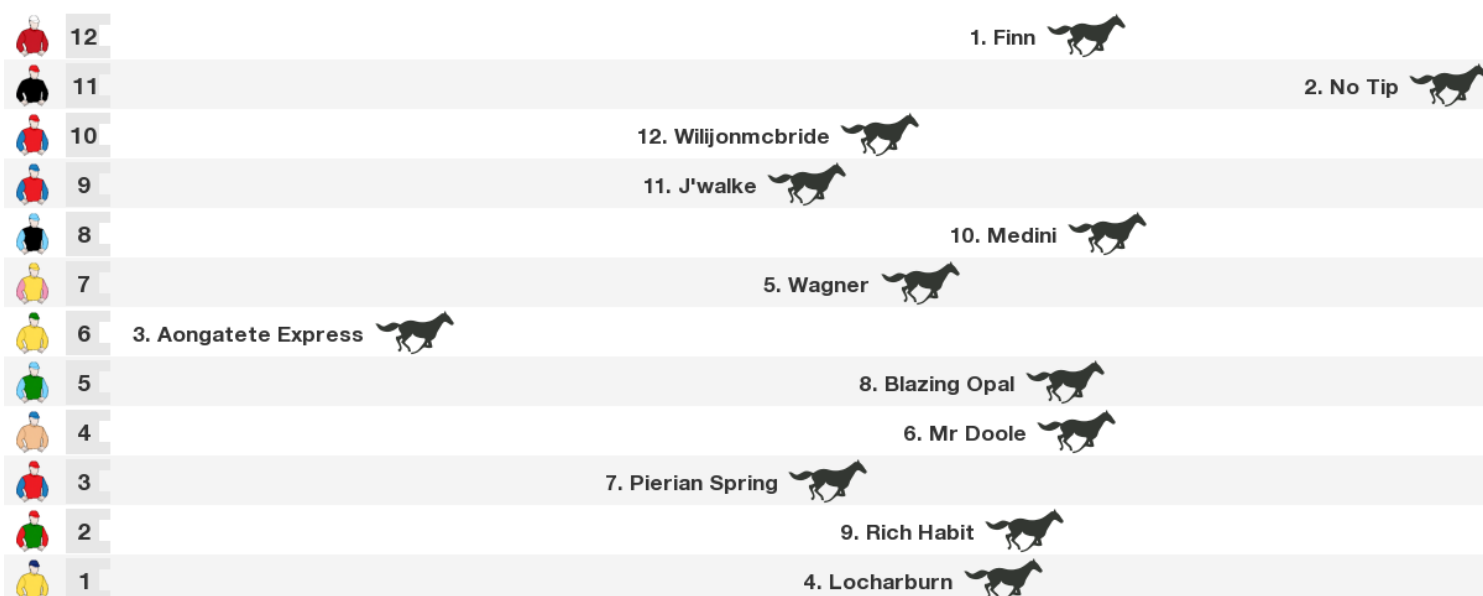 12 1. Finn
11 2. No Tip
10 12. Wilijonmcbride
9 11. J'walke
8 10. Medini
7 5. Wagner
6 3. Aongatete Express
5 8. Blazing Opal
4 6. Mr Doole
3 7. Pierian Spring
2 9. Rich Habit
1 4. Locharburn